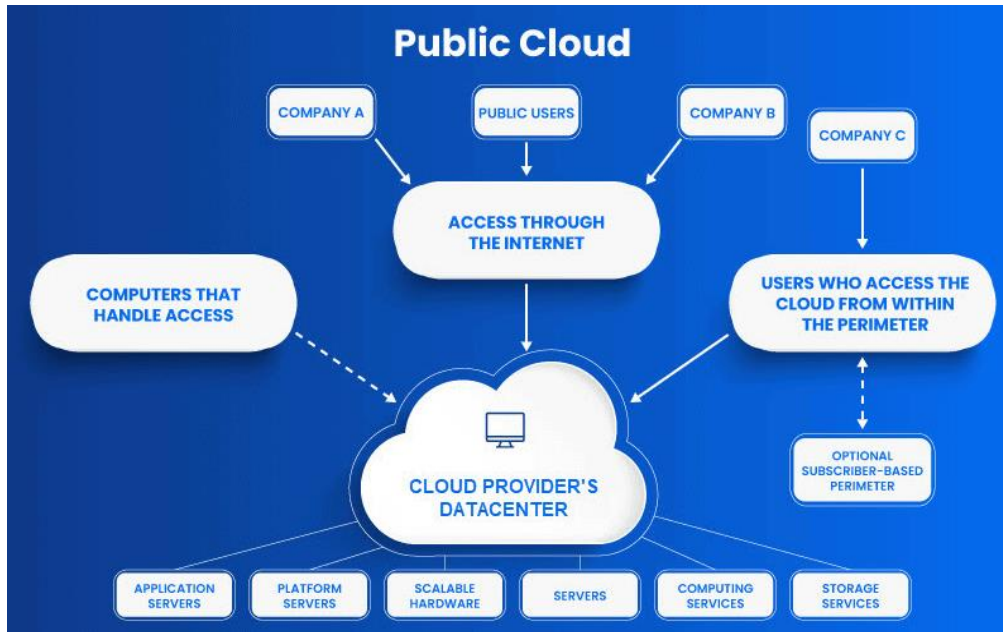 Public Cloud
COMPANY A
PUBLIC USERS
COMPANY B
COMPANY C
ACCESS THROUGH
THE INTERNET
COMPUTERS THAT
HANDLE ACCESS
USERS WHO ACCESS THE
CLOUD FROM WITHIN
THE PERIMETER
CLOUD PROVIDER'S
DATACENTER
OPTIONAL
SUBSCRIBER-BASED
PERIMETER
APPLICATION
SERVERS
PLATFORM
SERVERS
SCALABLE
HARDWARE
SERVERS
COMPUTING
SERVICES
STORAGE
SERVICES